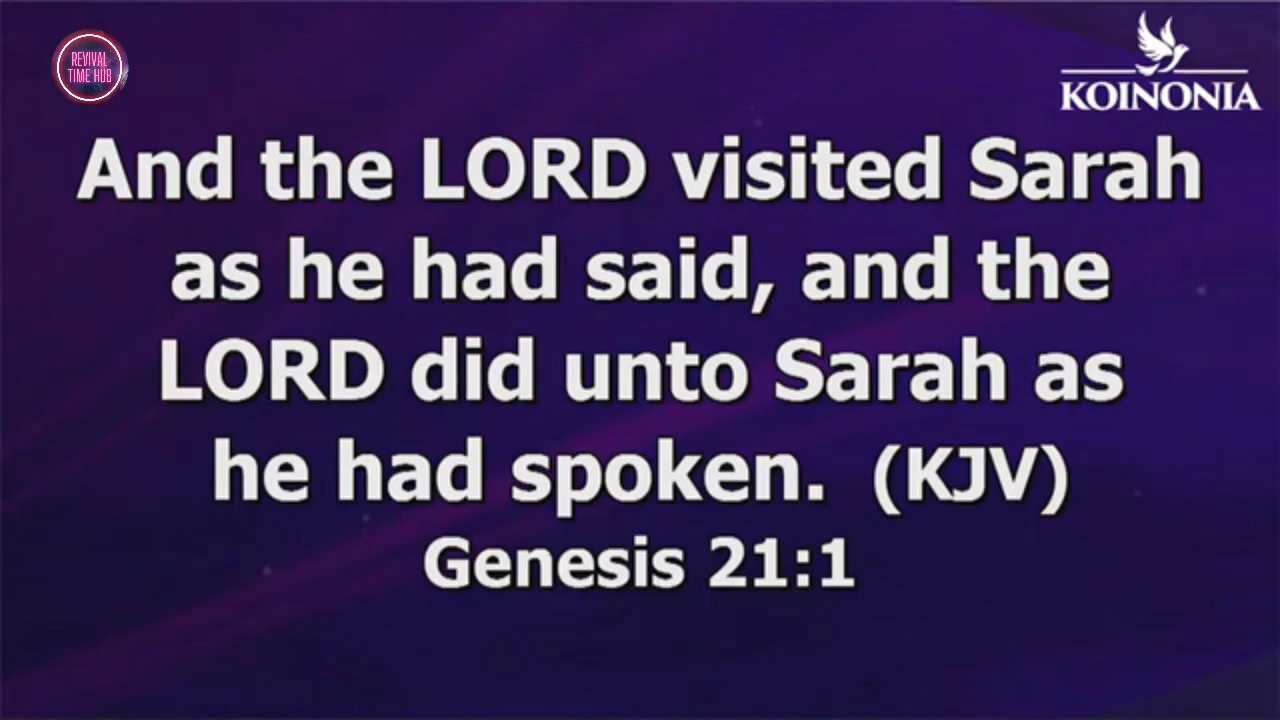 REVIVAL
TIME HUB
KOINONIA
And the LORD visited Sarah
as he had said, and the
LORD did unto Sarah as
he had spoken.  (KJV)
Genesis 21:1